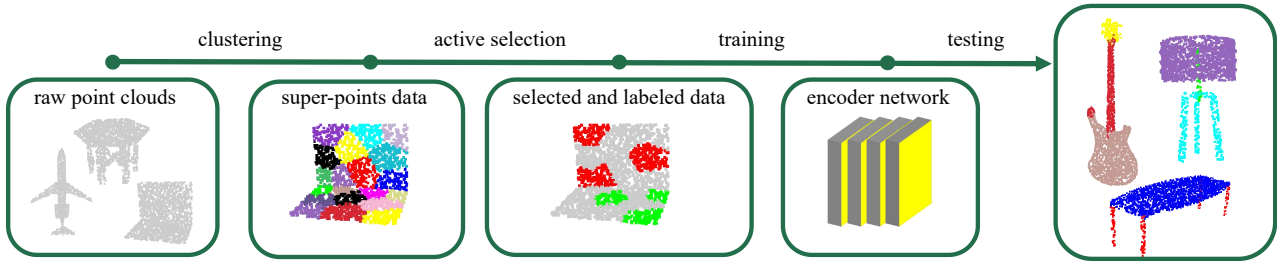 clustering
active selection
training
testing
raw point clouds
super-points data
selected and labeled data
encoder network